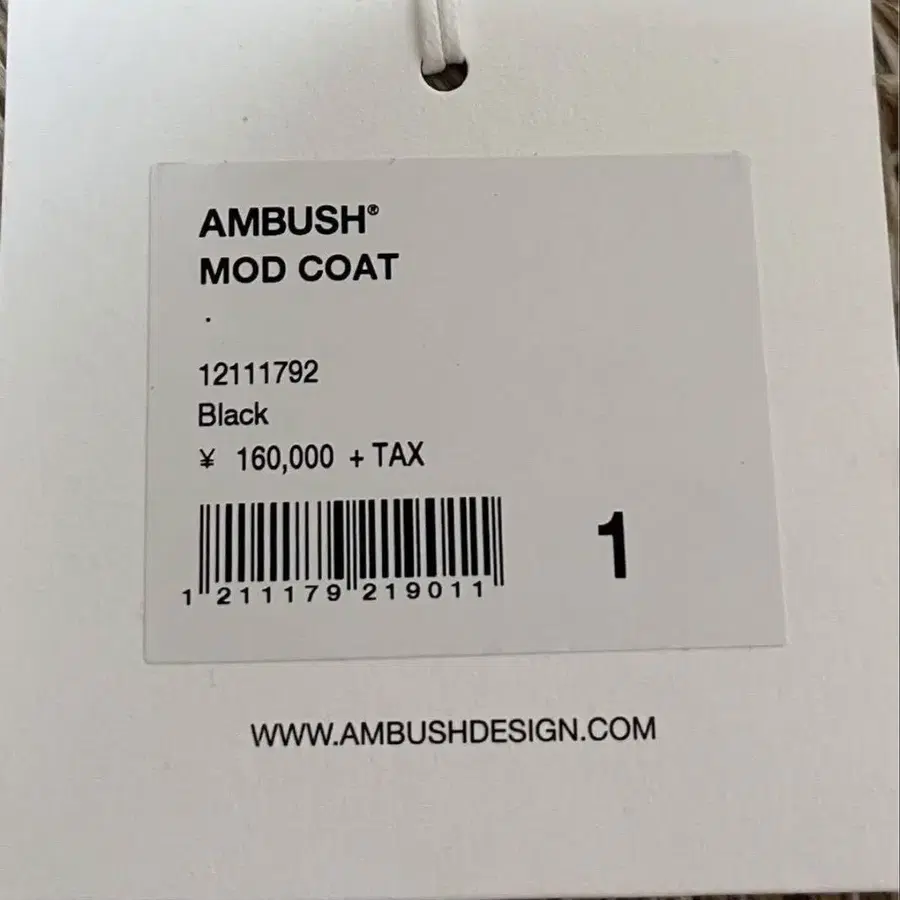 AMBUSH®
MOD COAT
.
12111792
Black
¥ 160,000 + TAX
1 211179 219011
1
WWW.AMBUSHDESIGN.COM